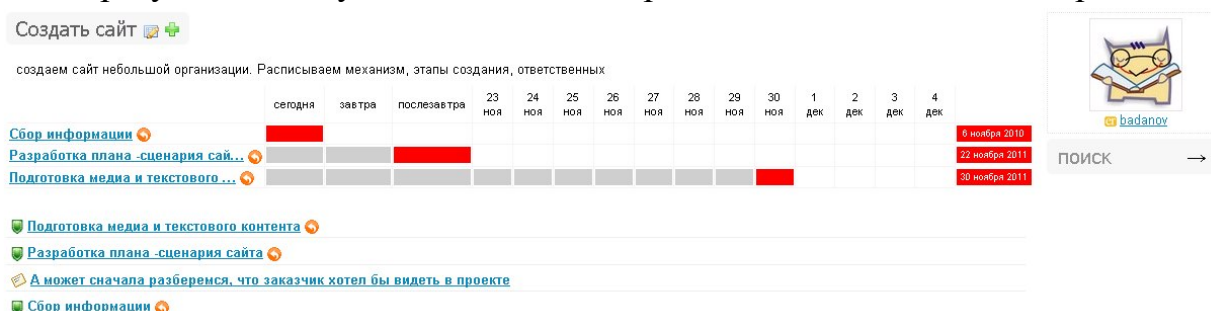 Создать сайт
создаем сайт небольшой организации. Расписываем механизм, этапы создания, ответственных
сегодня завтра послезавтра 23 ноя 24 ноя 25 ноя 26 ноя 27 ноя 28 ноя 29 ноя 30 ноя 1 дек 2 дек 3 дек 4 дек
Сбор информации 6 ноября 2010
Разработка плана -сценария сай... 22 ноября 2011
Подготовка медиа и текстового ... 30 ноября 2011
Подготовка медиа и текстового контента
Разработка плана -сценария сайта
А может сначала разберемся, что заказчик хотел бы видеть в проекте
Сбор информации
badanov
ПОИСК →